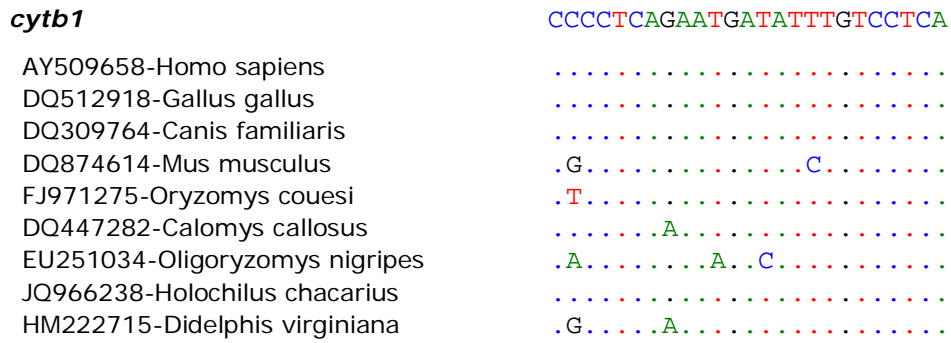 cytb1 CCCCTCAGAATGATATTTGTCCTCA
AY509658-Homo sapiens .........................
DQ512918-Gallus gallus .........................
DQ309764-Canis familiaris .........................
DQ874614-Mus musculus .G..............C........
FJ971275-Oryzomys couesi .T.......................
DQ447282-Calomys callosus .......A.................
EU251034-Oligoryzomys nigripes .A........A..C...........
JQ966238-Holochilus chacarius .........................
HM222715-Didelphis virginiana .G.....A.................